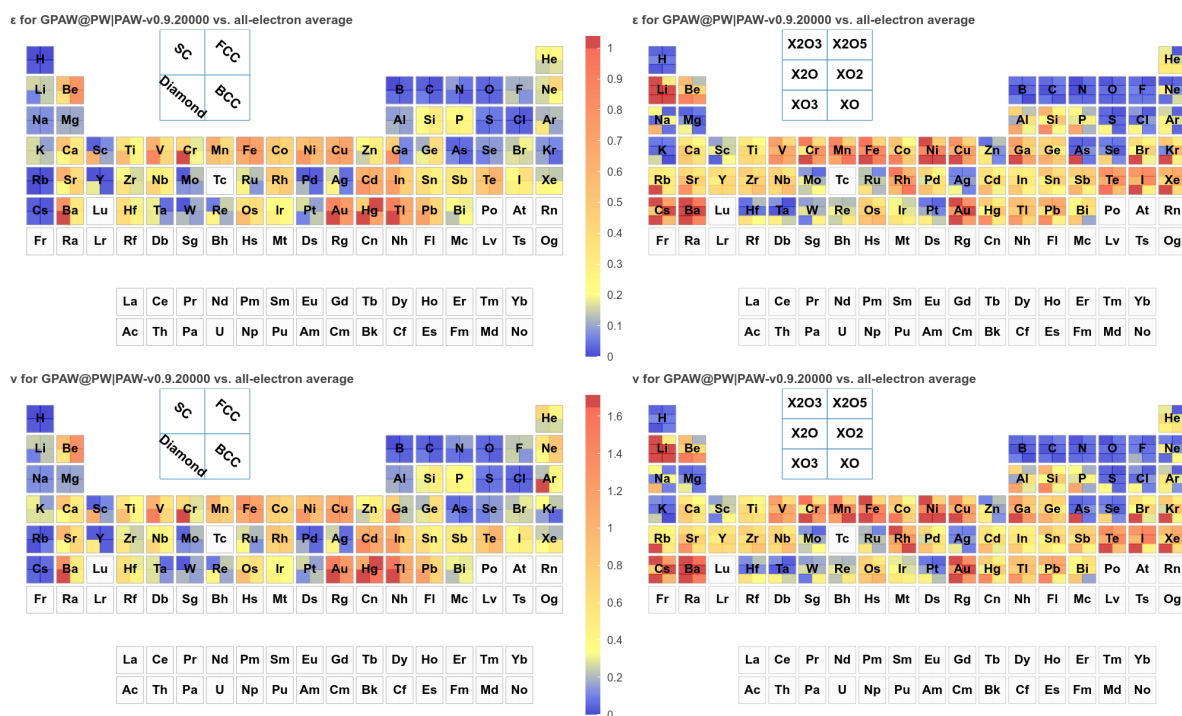 ε for GPAW@PW|PAW-v0.9.20000 vs. all-electron average
SC FCC
Diamond BCC
H He
Li Be B C N O F Ne
Na Mg Al Si P S Cl Ar
K Ca Sc Ti V Cr Mn Fe Co Ni Cu Zn Ga Ge As Se Br Kr
Rb Sr Y Zr Nb Mo Tc Ru Rh Pd Ag Cd In Sn Sb Te I Xe
Cs Ba Lu Hf Ta W Re Os Ir Pt Au Hg Tl Pb Bi Po At Rn
Fr Ra Lr Rf Db Sg Bh Hs Mt Ds Rg Cn Nh Fl Mc Lv Ts Og
La Ce Pr Nd Pm Sm Eu Gd Tb Dy Ho Er Tm Yb
Ac Th Pa U Np Pu Am Cm Bk Cf Es Fm Md No
1
0.9
0.8
0.7
0.6
0.5
0.4
0.3
0.2
0.1
0
ε for GPAW@PW|PAW-v0.9.20000 vs. all-electron average
X2O3 X2O5
X2O XO2
XO3 XO
H He
Li Be B C N O F Ne
Na Mg Al Si P S Cl Ar
K Ca Sc Ti V Cr Mn Fe Co Ni Cu Zn Ga Ge As Se Br Kr
Rb Sr Y Zr Nb Mo Tc Ru Rh Pd Ag Cd In Sn Sb Te I Xe
Cs Ba Lu Hf Ta W Re Os Ir Pt Au Hg Tl Pb Bi Po At Rn
Fr Ra Lr Rf Db Sg Bh Hs Mt Ds Rg Cn Nh Fl Mc Lv Ts Og
La Ce Pr Nd Pm Sm Eu Gd Tb Dy Ho Er Tm Yb
Ac Th Pa U Np Pu Am Cm Bk Cf Es Fm Md No
ν for GPAW@PW|PAW-v0.9.20000 vs. all-electron average
SC FCC
Diamond BCC
H He
Li Be B C N O F Ne
Na Mg Al Si P S Cl Ar
K Ca Sc Ti V Cr Mn Fe Co Ni Cu Zn Ga Ge As Se Br Kr
Rb Sr Y Zr Nb Mo Tc Ru Rh Pd Ag Cd In Sn Sb Te I Xe
Cs Ba Lu Hf Ta W Re Os Ir Pt Au Hg Tl Pb Bi Po At Rn
Fr Ra Lr Rf Db Sg Bh Hs Mt Ds Rg Cn Nh Fl Mc Lv Ts Og
La Ce Pr Nd Pm Sm Eu Gd Tb Dy Ho Er Tm Yb
Ac Th Pa U Np Pu Am Cm Bk Cf Es Fm Md No
1.6
1.4
1.2
1
0.8
0.6
0.4
0.2
0
ν for GPAW@PW|PAW-v0.9.20000 vs. all-electron average
X2O3 X2O5
X2O XO2
XO3 XO
H He
Li Be B C N O F Ne
Na Mg Al Si P S Cl Ar
K Ca Sc Ti V Cr Mn Fe Co Ni Cu Zn Ga Ge As Se Br Kr
Rb Sr Y Zr Nb Mo Tc Ru Rh Pd Ag Cd In Sn Sb Te I Xe
Cs Ba Lu Hf Ta W Re Os Ir Pt Au Hg Tl Pb Bi Po At Rn
Fr Ra Lr Rf Db Sg Bh Hs Mt Ds Rg Cn Nh Fl Mc Lv Ts Og
La Ce Pr Nd Pm Sm Eu Gd Tb Dy Ho Er Tm Yb
Ac Th Pa U Np Pu Am Cm Bk Cf Es Fm Md No